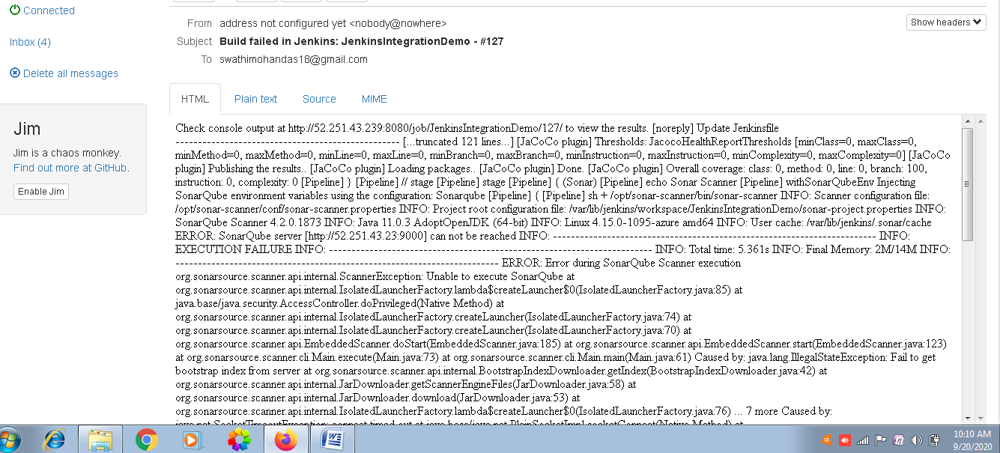 Connected
Inbox (4)
Delete all messages
Jim
Jim is a chaos monkey.
Find out more at GitHub.
Enable Jim
From address not configured yet <nobody@nowhere>
Show headers
Subject Build failed in Jenkins: JenkinsIntegrationDemo - #127
To swathimohandas18@gmail.com
HTML Plain text Source MIME
Check console output at http://52.251.43.239:8080/job/JenkinsIntegrationDemo/127/ to view the results. [noreply] Update Jenkinsfile
------------------------------------------------- [...truncated 121 lines...] [JaCoCo plugin] Thresholds: JacocoHealthReportThresholds [minClass=0, maxClass=0,
minMethod=0, maxMethod=0, minLine=0, maxLine=0, minBranch=0, maxBranch=0, minInstruction=0, maxInstruction=0, minComplexity=0, maxComplexity=0] [JaCoCo
plugin] Publishing the results.. [JaCoCo plugin] Loading packages.. [JaCoCo plugin] Done. [JaCoCo plugin] Overall coverage: class: 0, method: 0, line: 0, branch: 100,
instruction: 0, complexity: 0 [Pipeline] } [Pipeline] // stage [Pipeline] stage [Pipeline] { (Sonar) [Pipeline] echo Sonar Scanner [Pipeline] withSonarQubeEnv Injecting
SonarQube environment variables using the configuration: Sonarqube [Pipeline] { [Pipeline] sh + /opt/sonar-scanner/bin/sonar-scanner INFO: Scanner configuration file:
/opt/sonar-scanner/conf/sonar-scanner.properties INFO: Project root configuration file: /var/lib/jenkins/workspace/JenkinsIntegrationDemo/sonar-project.properties INFO:
SonarQube Scanner 4.2.0.1873 INFO: Java 11.0.3 AdoptOpenJDK (64-bit) INFO: Linux 4.15.0-1095-azure amd64 INFO: User cache: /var/lib/jenkins/.sonar/cache
ERROR: SonarQube server [http://52.251.43.23:9000] can not be reached INFO: ------------------------------------------------------------------------ INFO:
EXECUTION FAILURE INFO: ------------------------------------------------------------------------ INFO: Total time: 5.361s INFO: Final Memory: 2M/14M INFO:
------------------------------------------------------------------------ ERROR: Error during SonarQube Scanner execution
org.sonarsource.scanner.api.internal.ScannerException: Unable to execute SonarQube at
org.sonarsource.scanner.api.internal.IsolatedLauncherFactory.lambda$createLauncher$0(IsolatedLauncherFactory.java:85) at
java.base/java.security.AccessController.doPrivileged(Native Method) at
org.sonarsource.scanner.api.internal.IsolatedLauncherFactory.createLauncher(IsolatedLauncherFactory.java:74) at
org.sonarsource.scanner.api.internal.IsolatedLauncherFactory.createLauncher(IsolatedLauncherFactory.java:70) at
org.sonarsource.scanner.api.EmbeddedScanner.doStart(EmbeddedScanner.java:185) at org.sonarsource.scanner.api.EmbeddedScanner.start(EmbeddedScanner.java:123)
at org.sonarsource.scanner.cli.Main.execute(Main.java:73) at org.sonarsource.scanner.cli.Main.main(Main.java:61) Caused by: java.lang.IllegalStateException: Fail to get
bootstrap index from server at org.sonarsource.scanner.api.internal.BootstrapIndexDownloader.getIndex(BootstrapIndexDownloader.java:42) at
org.sonarsource.scanner.api.internal.JarDownloader.getScannerEngineFiles(JarDownloader.java:58) at
org.sonarsource.scanner.api.internal.JarDownloader.download(JarDownloader.java:53) at
org.sonarsource.scanner.api.internal.IsolatedLauncherFactory.lambda$createLauncher$0(IsolatedLauncherFactory.java:76) ... 7 more Caused by:
java.net.SocketTimeoutException: connect timed out at java.base/java.net.PlainSocketImpl.socketConnect(Native Method) at
10:10 AM
9/20/2020